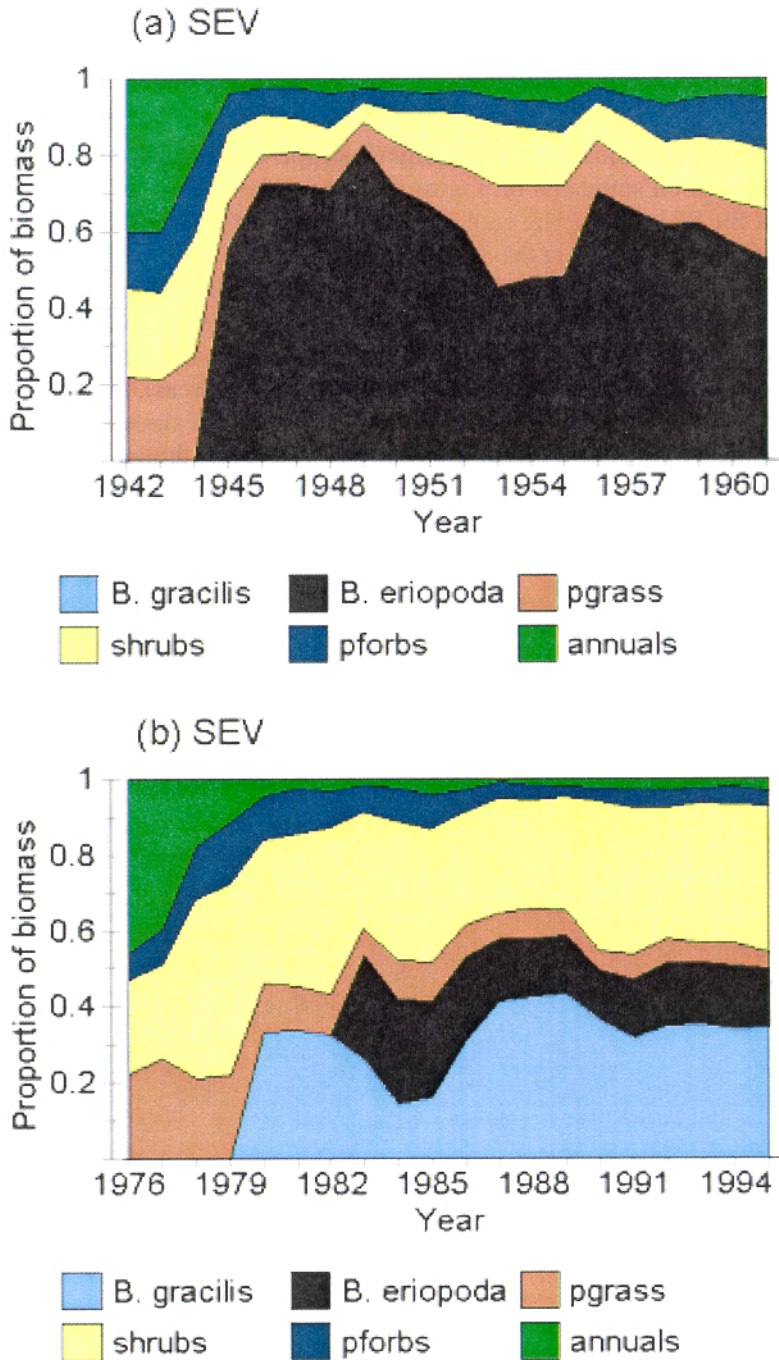 (a) SEV
1
0.8
0.6
0.4
0.2
Proportion of biomass
1942 1945 1948 1951 1954 1957 1960
Year
B. gracilis B. eriopoda pgrass
shrubs pforbs annuals
(b) SEV
1
0.8
0.6
0.4
0.2
Proportion of biomass
1976 1979 1982 1985 1988 1991 1994
Year
B. gracilis B. eriopoda pgrass
shrubs pforbs annuals